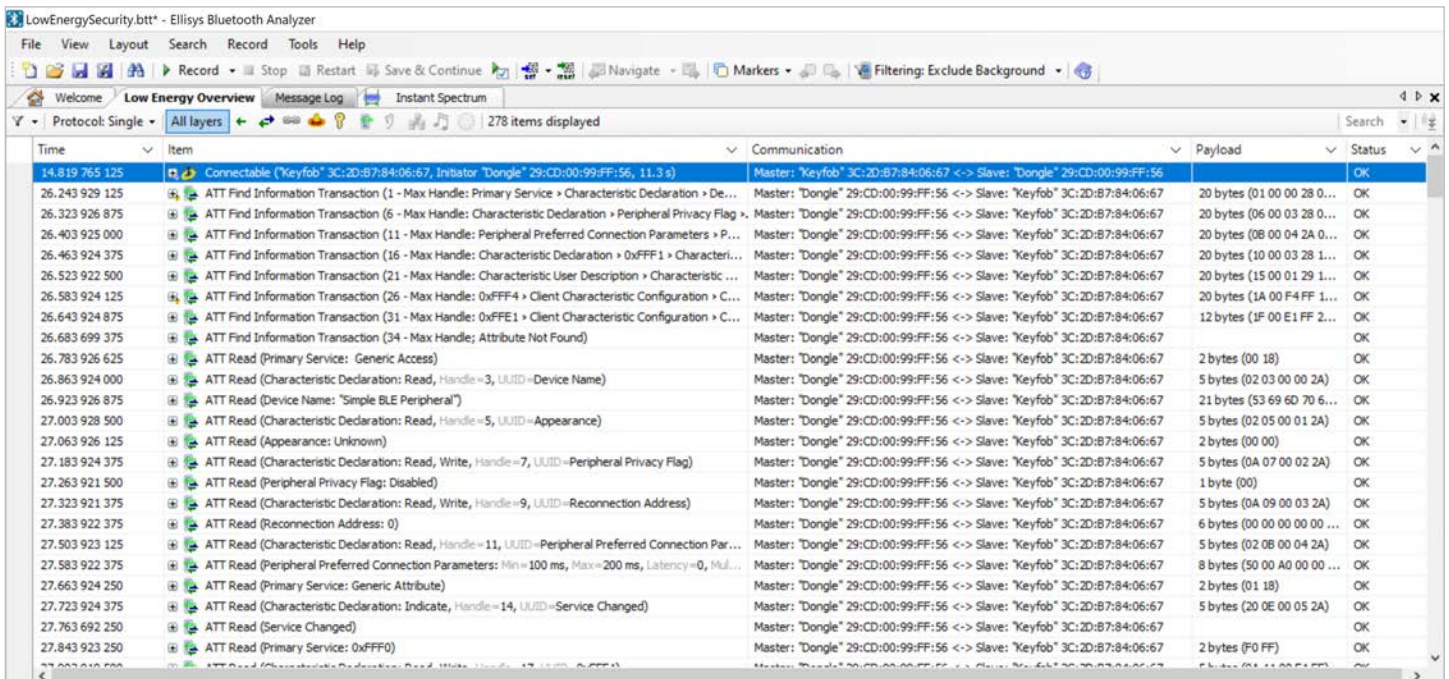 LowEnergySecurity.btt* - Ellisys Bluetooth Analyzer
File View Layout Search Record Tools Help
Record Stop Restart Save & Continue Navigate Markers Filtering: Exclude Background
Welcome Low Energy Overview Message Log Instant Spectrum
Protocol: Single All layers 278 items displayed Search
Time Item Communication Payload Status
14.819 765 125 Connectable ("Keyfob" 3C:2D:B7:84:06:67, Initiator "Dongle" 29:CD:00:99:FF:56, 11.3 s) Master: "Keyfob" 3C:2D:B7:84:06:67 <-> Slave: "Dongle" 29:CD:00:99:FF:56 OK
26.243 929 125 ATT Find Information Transaction (1 - Max Handle: Primary Service > Characteristic Declaration > De... Master: "Dongle" 29:CD:00:99:FF:56 <-> Slave: "Keyfob" 3C:2D:B7:84:06:67 20 bytes (01 00 00 28 0... OK
26.323 926 875 ATT Find Information Transaction (6 - Max Handle: Characteristic Declaration > Peripheral Privacy Flag >. Master: "Dongle" 29:CD:00:99:FF:56 <-> Slave: "Keyfob" 3C:2D:B7:84:06:67 20 bytes (06 00 03 28 0... OK
26.403 925 000 ATT Find Information Transaction (11 - Max Handle: Peripheral Preferred Connection Parameters > P... Master: "Dongle" 29:CD:00:99:FF:56 <-> Slave: "Keyfob" 3C:2D:B7:84:06:67 20 bytes (0B 00 04 2A 0... OK
26.463 924 375 ATT Find Information Transaction (16 - Max Handle: Characteristic Declaration > 0xFFF1 > Characteri... Master: "Dongle" 29:CD:00:99:FF:56 <-> Slave: "Keyfob" 3C:2D:B7:84:06:67 20 bytes (10 00 03 28 1... OK
26.523 922 500 ATT Find Information Transaction (21 - Max Handle: Characteristic User Description > Characteristic ... Master: "Dongle" 29:CD:00:99:FF:56 <-> Slave: "Keyfob" 3C:2D:B7:84:06:67 20 bytes (15 00 01 29 1... OK
26.583 924 125 ATT Find Information Transaction (26 - Max Handle: 0xFFF4 > Client Characteristic Configuration > C... Master: "Dongle" 29:CD:00:99:FF:56 <-> Slave: "Keyfob" 3C:2D:B7:84:06:67 20 bytes (1A 00 F4 FF 1... OK
26.643 924 875 ATT Find Information Transaction (31 - Max Handle: 0xFFE1 > Client Characteristic Configuration > C... Master: "Dongle" 29:CD:00:99:FF:56 <-> Slave: "Keyfob" 3C:2D:B7:84:06:67 12 bytes (1F 00 E1 FF 2... OK
26.683 699 375 ATT Find Information Transaction (34 - Max Handle; Attribute Not Found) Master: "Dongle" 29:CD:00:99:FF:56 <-> Slave: "Keyfob" 3C:2D:B7:84:06:67 OK
26.783 926 625 ATT Read (Primary Service: Generic Access) Master: "Dongle" 29:CD:00:99:FF:56 <-> Slave: "Keyfob" 3C:2D:B7:84:06:67 2 bytes (00 18) OK
26.863 924 000 ATT Read (Characteristic Declaration: Read, Handle=3, UUID=Device Name) Master: "Dongle" 29:CD:00:99:FF:56 <-> Slave: "Keyfob" 3C:2D:B7:84:06:67 5 bytes (02 03 00 00 2A) OK
26.923 926 875 ATT Read (Device Name: "Simple BLE Peripheral") Master: "Dongle" 29:CD:00:99:FF:56 <-> Slave: "Keyfob" 3C:2D:B7:84:06:67 21 bytes (53 69 6D 70 6... OK
27.003 928 500 ATT Read (Characteristic Declaration: Read, Handle=5, UUID=Appearance) Master: "Dongle" 29:CD:00:99:FF:56 <-> Slave: "Keyfob" 3C:2D:B7:84:06:67 5 bytes (02 05 00 01 2A) OK
27.063 926 125 ATT Read (Appearance: Unknown) Master: "Dongle" 29:CD:00:99:FF:56 <-> Slave: "Keyfob" 3C:2D:B7:84:06:67 2 bytes (00 00) OK
27.183 924 375 ATT Read (Characteristic Declaration: Read, Write, Handle=7, UUID=Peripheral Privacy Flag) Master: "Dongle" 29:CD:00:99:FF:56 <-> Slave: "Keyfob" 3C:2D:B7:84:06:67 5 bytes (0A 07 00 02 2A) OK
27.263 921 500 ATT Read (Peripheral Privacy Flag: Disabled) Master: "Dongle" 29:CD:00:99:FF:56 <-> Slave: "Keyfob" 3C:2D:B7:84:06:67 1 byte (00) OK
27.323 921 375 ATT Read (Characteristic Declaration: Read, Write, Handle=9, UUID=Reconnection Address) Master: "Dongle" 29:CD:00:99:FF:56 <-> Slave: "Keyfob" 3C:2D:B7:84:06:67 5 bytes (0A 09 00 03 2A) OK
27.383 922 375 ATT Read (Reconnection Address: 0) Master: "Dongle" 29:CD:00:99:FF:56 <-> Slave: "Keyfob" 3C:2D:B7:84:06:67 6 bytes (00 00 00 00 00 ... OK
27.503 923 125 ATT Read (Characteristic Declaration: Read, Handle=11, UUID=Peripheral Preferred Connection Par... Master: "Dongle" 29:CD:00:99:FF:56 <-> Slave: "Keyfob" 3C:2D:B7:84:06:67 5 bytes (02 0B 00 04 2A) OK
27.583 922 375 ATT Read (Peripheral Preferred Connection Parameters: Min=100 ms, Max=200 ms, Latency=0, Mul... Master: "Dongle" 29:CD:00:99:FF:56 <-> Slave: "Keyfob" 3C:2D:B7:84:06:67 8 bytes (50 00 A0 00 00 ... OK
27.663 924 250 ATT Read (Primary Service: Generic Attribute) Master: "Dongle" 29:CD:00:99:FF:56 <-> Slave: "Keyfob" 3C:2D:B7:84:06:67 2 bytes (01 18) OK
27.723 924 375 ATT Read (Characteristic Declaration: Indicate, Handle=14, UUID=Service Changed) Master: "Dongle" 29:CD:00:99:FF:56 <-> Slave: "Keyfob" 3C:2D:B7:84:06:67 5 bytes (20 0E 00 05 2A) OK
27.763 692 250 ATT Read (Service Changed) Master: "Dongle" 29:CD:00:99:FF:56 <-> Slave: "Keyfob" 3C:2D:B7:84:06:67 OK
27.843 923 250 ATT Read (Primary Service: 0xFFF0) Master: "Dongle" 29:CD:00:99:FF:56 <-> Slave: "Keyfob" 3C:2D:B7:84:06:67 2 bytes (F0 FF) OK